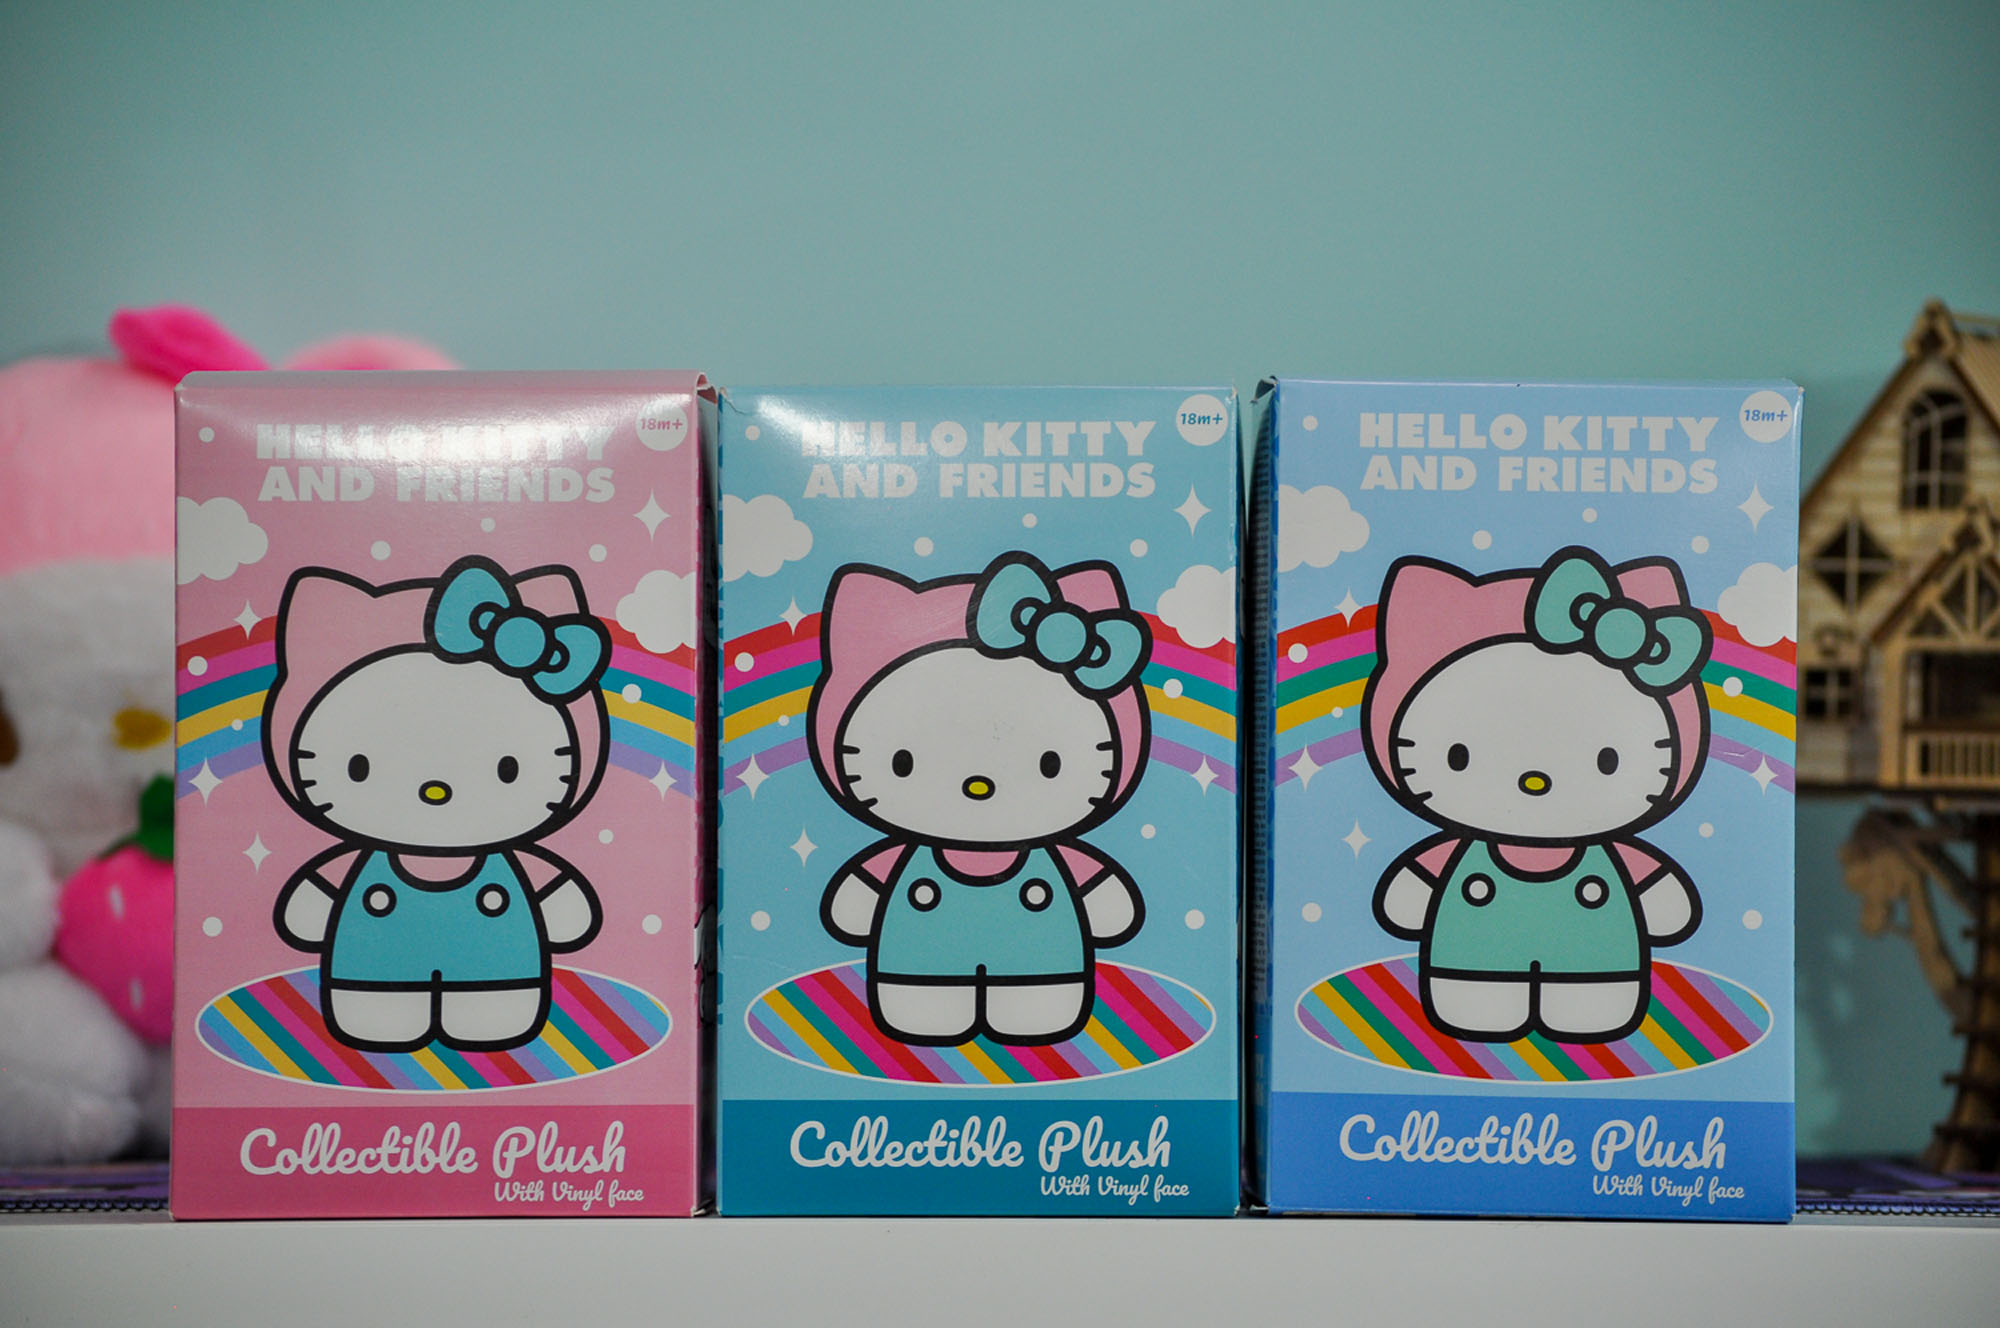 18m+
HELLO KITTY
AND FRIENDS
Collectible Plush
With Vinyl face
18m+
HELLO KITTY
AND FRIENDS
Collectible Plush
With Vinyl face
18m+
HELLO KITTY
AND FRIENDS
Collectible Plush
With Vinyl face